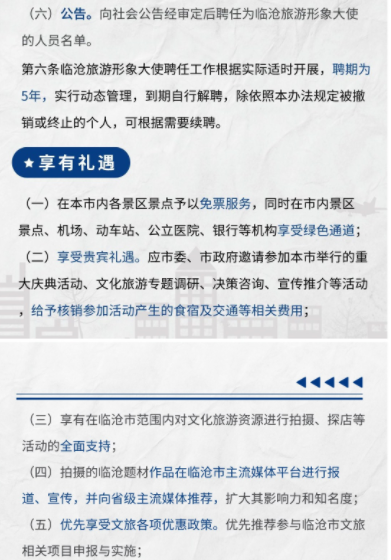 （六）公告。向社会公告经审定后聘任为临沧旅游形象大使
的人员名单。
第六条临沧旅游形象大使聘任工作根据实际适时开展，聘期为
5年，实行动态管理，到期自行解聘，除依照本办法规定被撤
销或终止的个人，可根据需要续聘。
★享有礼遇
（一）在本市内各景区景点予以免票服务，同时在市内景区
景点、机场、动车站、公立医院、银行等机构享受绿色通道；
（二）享受贵宾礼遇。应市委、市政府邀请参加本市举行的重
大庆典活动、文化旅游专题调研、决策咨询、宣传推介等活动
，给予核销参加活动产生的食宿及交通等相关费用；
（三）享有在临沧市范围内对文化旅游资源进行拍摄、探店等
活动的全面支持；
（四）拍摄的临沧题材作品在临沧市主流媒体平台进行报
道、宣传，并向省级主流媒体推荐，扩大其影响力和知名度；
（五）优先享受文旅各项优惠政策。优先推荐参与临沧市文旅
相关项目申报与实施；